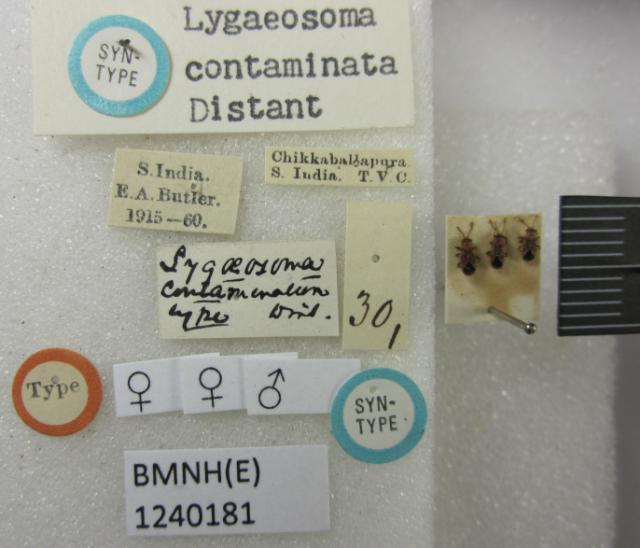 SYN-
TYPE
Lygaeosoma
contaminata
Distant
S. India.
E.A. Butler.
1915—60.
Chikkaballapura.
S. India. T. V. C.
Lygaeosoma
contaminatum
type Dist.
30,
Type
♀ ♀ ♂
SYN-
TYPE
BMNH(E)
1240181